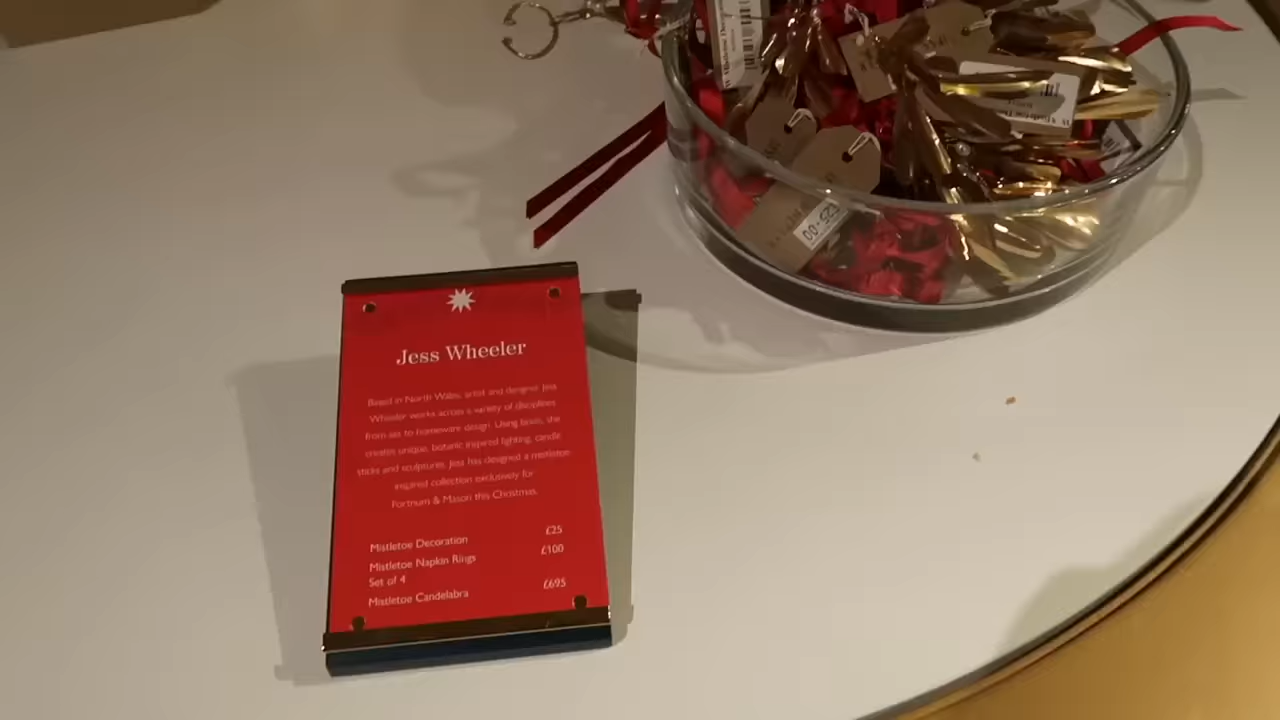 £25.00
Jess Wheeler
Based in North Wales, artist and designer Jess
Wheeler works across a variety of disciplines
from set to homeware design. Using brass, she
creates unique, botanic inspired lighting, candle
sticks and sculptures. Jess has designed a mistletoe
inspired collection exclusively for
Fortnum & Mason this Christmas.
Mistletoe Decoration £25
Mistletoe Napkin Rings £100
Set of 4
Mistletoe Candelabra £695